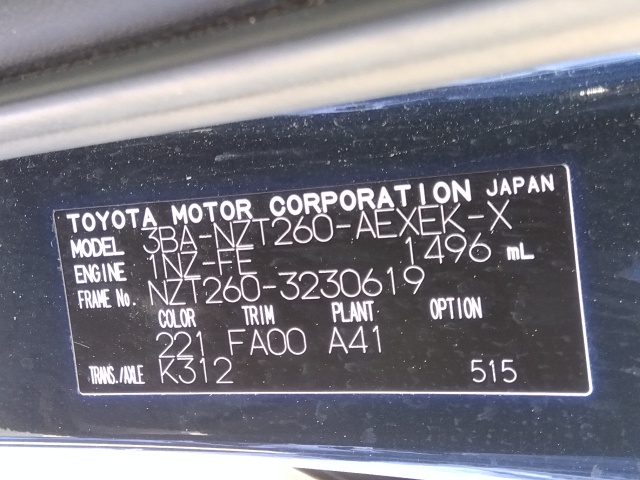 TOYOTA MOTOR CORPORATION JAPAN
MODEL 3BA-NZT260-AEXEK-X
ENGINE 1NZ-FE 1496 mL
FRAME No. NZT260-3230619
COLOR TRIM PLANT OPTION
221 FA00 A41
TRANS./AXLE K312 515